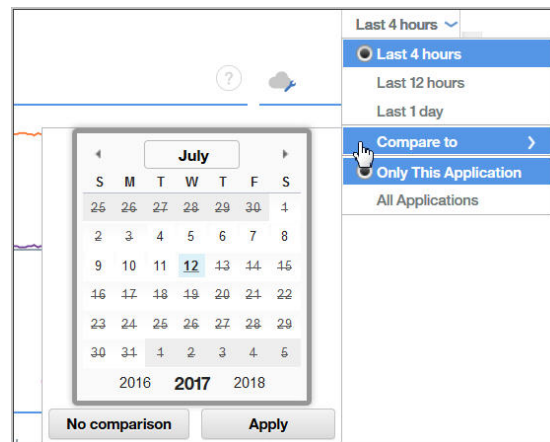 Last 4 hours
?
Last 4 hours
Last 12 hours
Last 1 day
Compare to
Only This Application
All Applications
July
S M T W T F S
25 26 27 28 29 30 1
2 3 4 5 6 7 8
9 10 11 12 13 14 15
16 17 18 19 20 21 22
23 24 25 26 27 28 29
30 31 1 2 3 4 5
2016 2017 2018
No comparison Apply